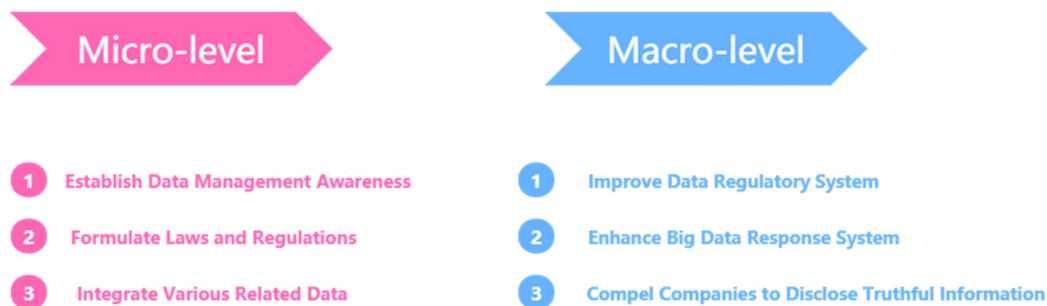 Micro-level
Macro-level
1 Establish Data Management Awareness
2 Formulate Laws and Regulations
3 Integrate Various Related Data
1 Improve Data Regulatory System
2 Enhance Big Data Response System
3 Compel Companies to Disclose Truthful Information